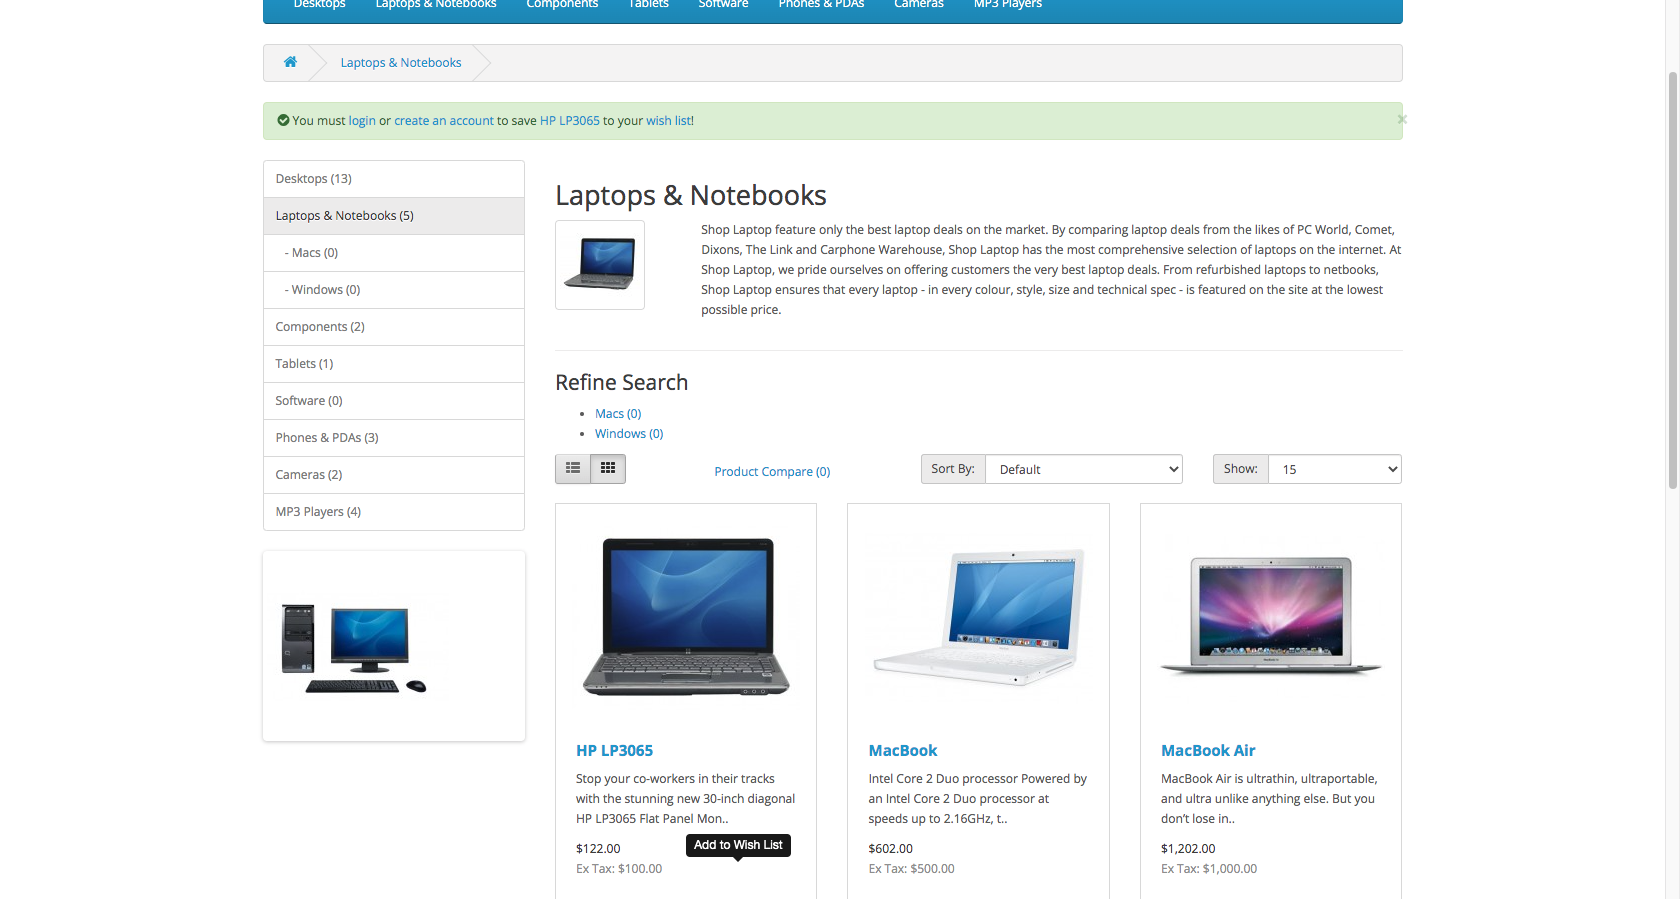 Desktops Laptops & Notebooks Components Tablets Software Phones & PDAs Cameras MP3 Players
Laptops & Notebooks
You must login or create an account to save HP LP3065 to your wish list!
×
Desktops (13)
Laptops & Notebooks (5)
- Macs (0)
- Windows (0)
Components (2)
Tablets (1)
Software (0)
Phones & PDAs (3)
Cameras (2)
MP3 Players (4)
Laptops & Notebooks
Shop Laptop feature only the best laptop deals on the market. By comparing laptop deals from the likes of PC World, Comet,
Dixons, The Link and Carphone Warehouse, Shop Laptop has the most comprehensive selection of laptops on the internet. At
Shop Laptop, we pride ourselves on offering customers the very best laptop deals. From refurbished laptops to netbooks,
Shop Laptop ensures that every laptop - in every colour, style, size and technical spec - is featured on the site at the lowest
possible price.
Refine Search
Macs (0)
Windows (0)
Product Compare (0)
Sort By: Default
Show: 15
HP LP3065
Stop your co-workers in their tracks
with the stunning new 30-inch diagonal
HP LP3065 Flat Panel Mon..
$122.00
Ex Tax: $100.00
Add to Wish List
MacBook
Intel Core 2 Duo processor Powered by
an Intel Core 2 Duo processor at
speeds up to 2.16GHz, t..
$602.00
Ex Tax: $500.00
MacBook Air
MacBook Air is ultrathin, ultraportable,
and ultra unlike anything else. But you
don’t lose in..
$1,202.00
Ex Tax: $1,000.00